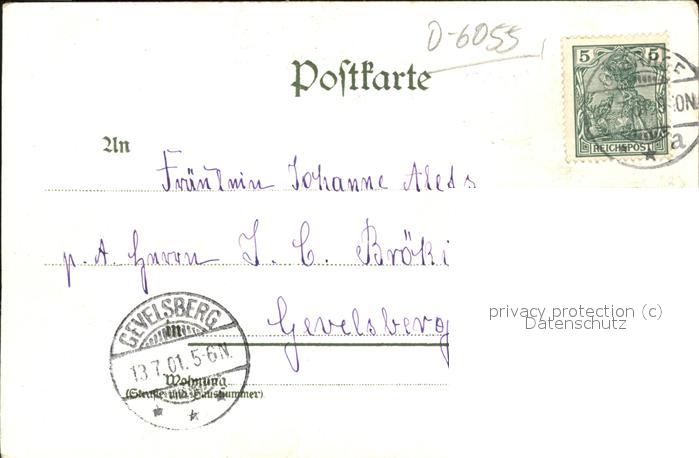 D-6055
Postkarte
5 5
REICHSPOST
a
An
Fräulein Johanne
p. A. Herrn J. C. Bröki
privacy protection (c)
Datenschutz
in Gevelsberg
GEVELSBERG
13.7.01. 5-6N.
Wohnung
(Straße und Hausnummer)